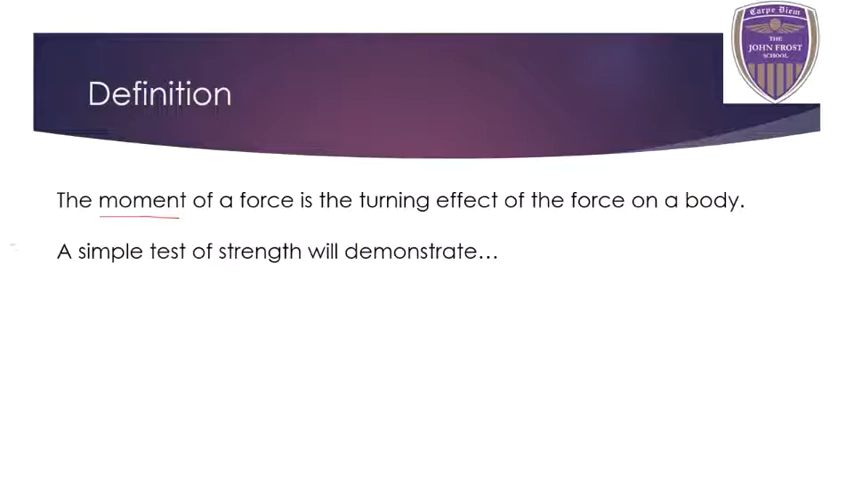 Carpe Diem
THE
JOHN FROST
SCHOOL
Definition
The moment of a force is the turning effect of the force on a body.
A simple test of strength will demonstrate…